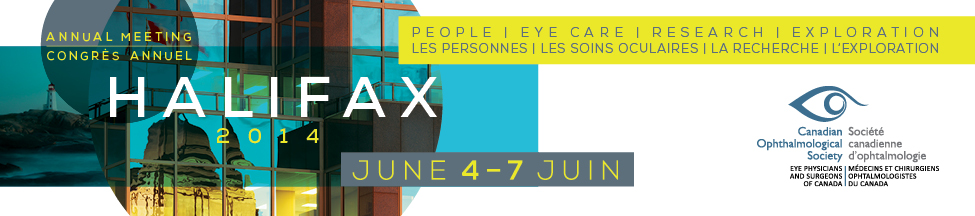 ANNUAL MEETING
CONGRÈS ANNUEL
HALIFAX
2014
JUNE 4–7 JUIN
PEOPLE | EYE CARE | RESEARCH | EXPLORATION
LES PERSONNES | LES SOINS OCULAIRES | LA RECHERCHE | L'EXPLORATION
Canadian Ophthalmological Society
Société canadienne d'ophtalmologie
EYE PHYSICIANS AND SURGEONS OF CANADA
MÉDECINS ET CHIRURGIENS OPHTALMOLOGISTES DU CANADA